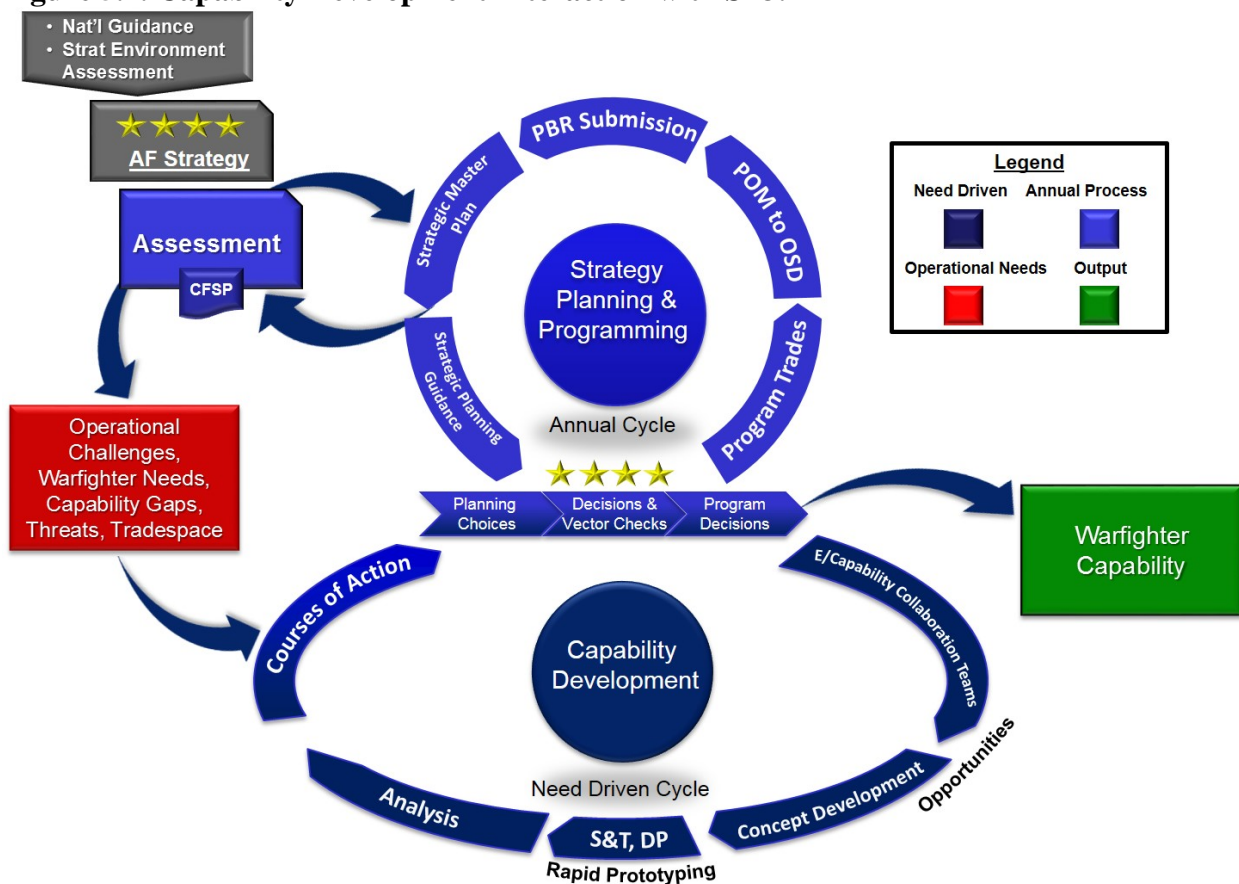 • Nat'l Guidance
• Strat Environment
Assessment
AF Strategy
Assessment
CFSP
Strategic Master
Plan
PBR Submission
POM to OSD
Program Trades
Strategic Planning
Guidance
Strategy
Planning &
Programming
Annual Cycle
Legend
Need Driven
Annual Process
Operational Needs
Output
Operational
Challenges,
Warfighter Needs,
Capability Gaps,
Threats, Tradespace
Planning
Choices
Decisions &
Vector Checks
Program
Decisions
Warfighter
Capability
Courses of Action
E/Capability Collaboration Teams
Capability
Development
Need Driven Cycle
Opportunities
Concept Development
S&T, DP
Rapid Prototyping
Analysis